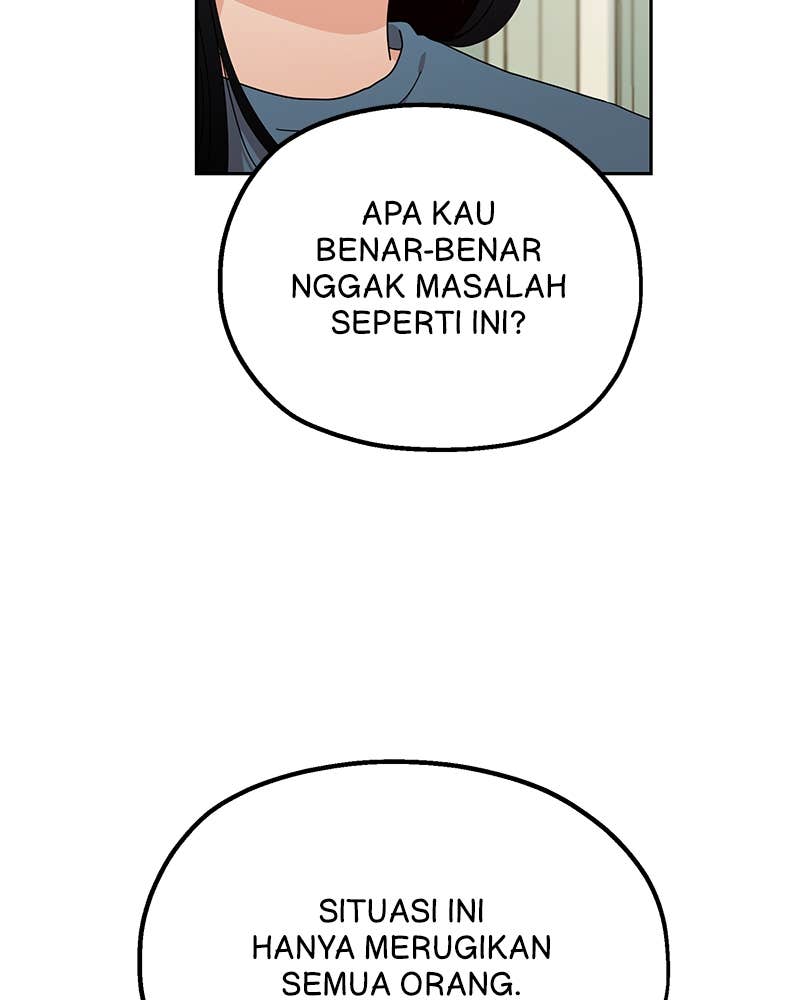 APA KAU
BENAR-BENAR
NGGAK MASALAH
SEPERTI INI?
SITUASI INI
HANYA MERUGIKAN
SEMUA ORANG.